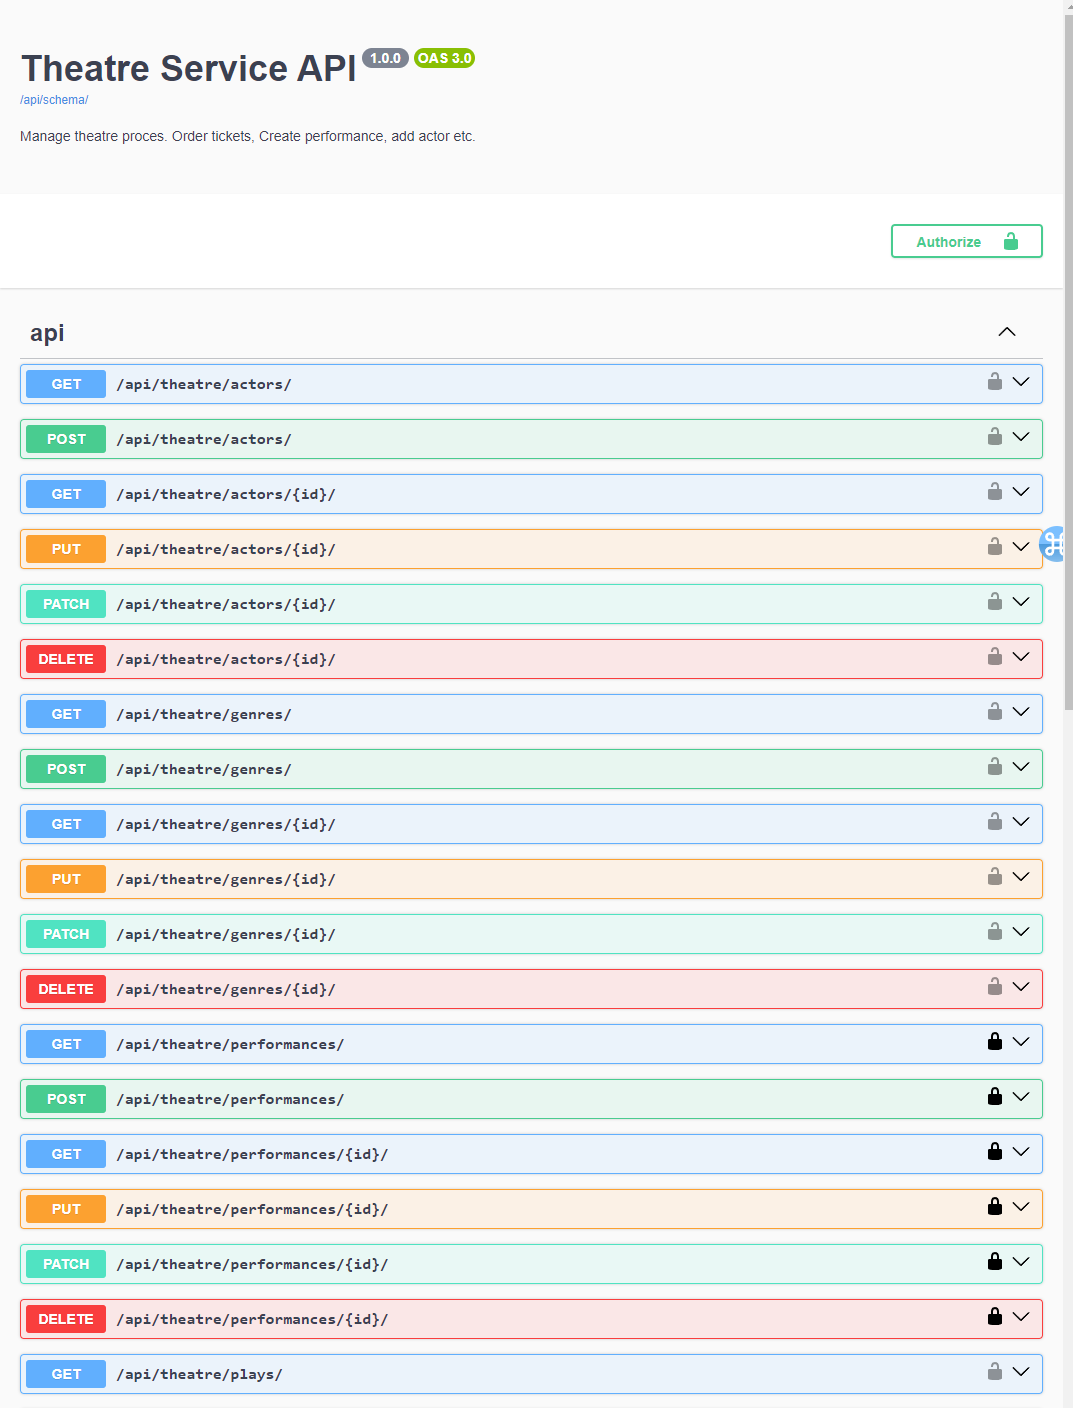 Theatre Service API 1.0.0 OAS 3.0
/api/schema/
Manage theatre proces. Order tickets, Create performance, add actor etc.
Authorize
api
GET /api/theatre/actors/
POST /api/theatre/actors/
GET /api/theatre/actors/{id}/
PUT /api/theatre/actors/{id}/
PATCH /api/theatre/actors/{id}/
DELETE /api/theatre/actors/{id}/
GET /api/theatre/genres/
POST /api/theatre/genres/
GET /api/theatre/genres/{id}/
PUT /api/theatre/genres/{id}/
PATCH /api/theatre/genres/{id}/
DELETE /api/theatre/genres/{id}/
GET /api/theatre/performances/
POST /api/theatre/performances/
GET /api/theatre/performances/{id}/
PUT /api/theatre/performances/{id}/
PATCH /api/theatre/performances/{id}/
DELETE /api/theatre/performances/{id}/
GET /api/theatre/plays/